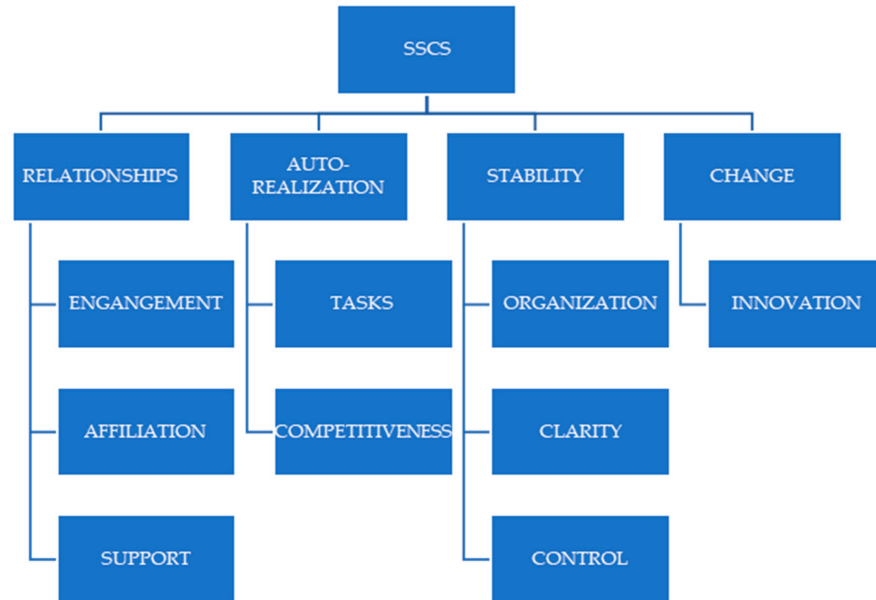 SSCS
RELATIONSHIPS
AUTO-
REALIZATION
STABILITY
CHANGE
ENGANGEMENT
TASKS
ORGANIZATION
INNOVATION
AFFILIATION
COMPETITIVENESS
CLARITY
SUPPORT
CONTROL